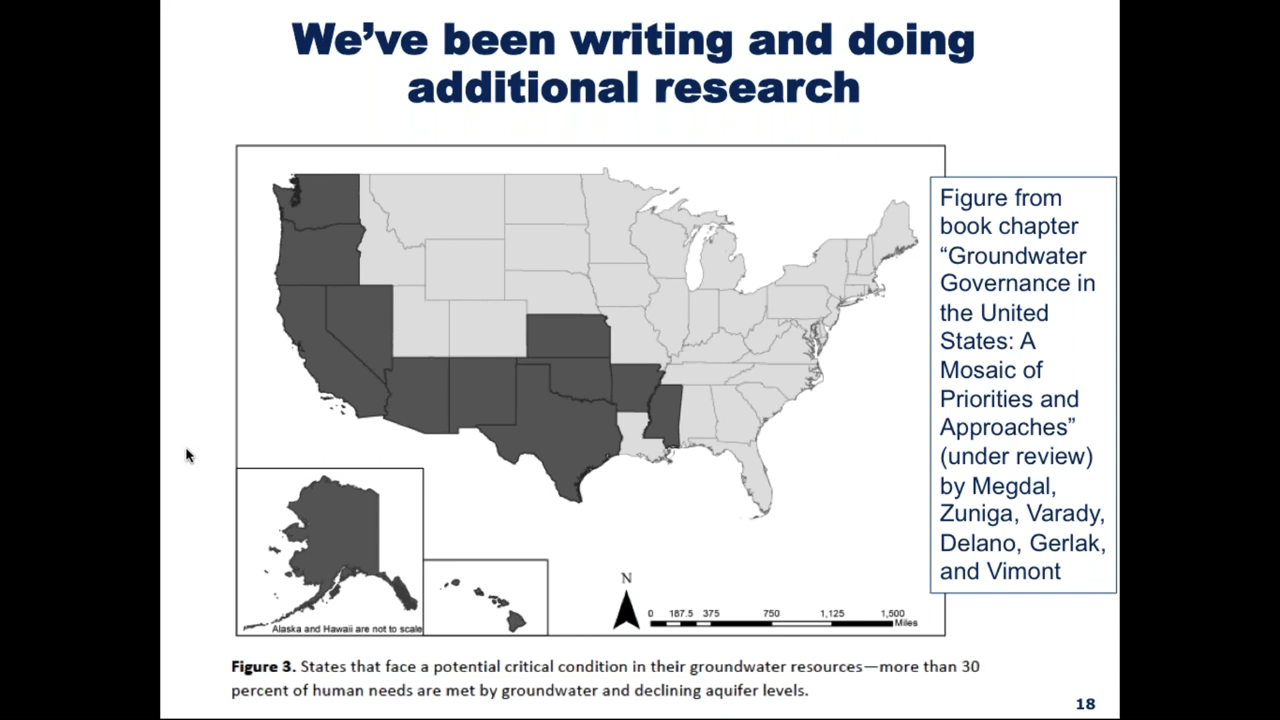 We've been writing and doing
additional research
Figure from
book chapter
“Groundwater
Governance in
the United
States: A
Mosaic of
Priorities and
Approaches”
(under review)
by Megdal,
Zuniga, Varady,
Delano, Gerlak,
and Vimont
Alaska and Hawaii are not to scale
N
0 187.5 375 750 1,125 1,500
Miles
Figure 3. States that face a potential critical condition in their groundwater resources—more than 30
percent of human needs are met by groundwater and declining aquifer levels.
18